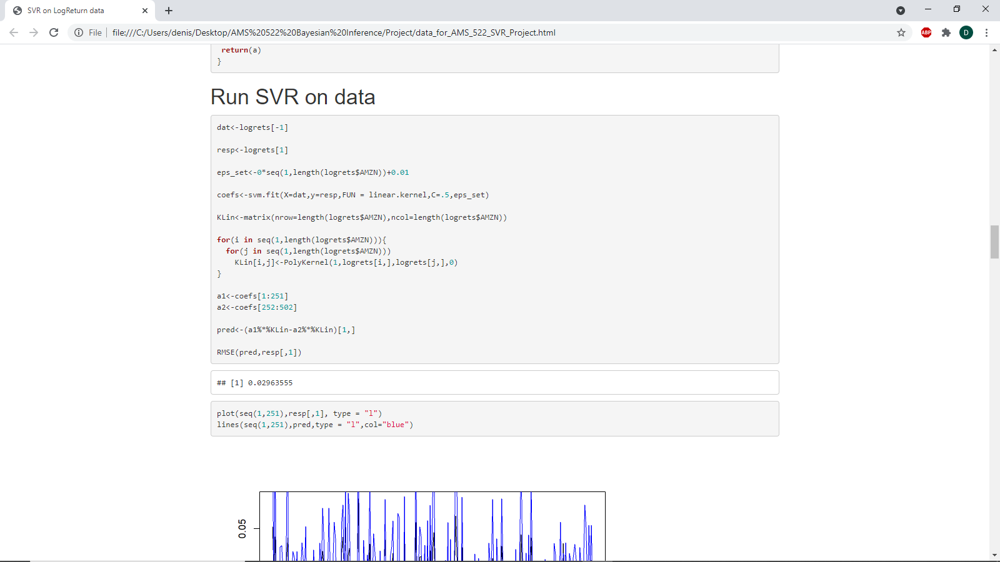 SVR on LogReturn data
File
file:///C:/Users/denis/Desktop/AMS%20522%20Bayesian%20Inference/Project/data_for_AMS_522_SVR_Project.html
ABP
D
return(a)
}
Run SVR on data
dat<-logrets[-1]
resp<-logrets[1]
eps_set<-0*seq(1,length(logrets$AMZN))+0.01
coefs<-svm.fit(X=dat,y=resp,FUN = linear.kernel,C=.5,eps_set)
KLin<-matrix(nrow=length(logrets$AMZN),ncol=length(logrets$AMZN))
for(i in seq(1,length(logrets$AMZN))){
for(j in seq(1,length(logrets$AMZN)))
KLin[i,j]<-PolyKernel(1,logrets[i,],logrets[j,],0)
}
a1<-coefs[1:251]
a2<-coefs[252:502]
pred<-(a1%*%KLin-a2%*%KLin)[1,]
RMSE(pred,resp[,1])
## [1] 0.02963555
plot(seq(1,251),resp[,1], type = "l")
lines(seq(1,251),pred,type = "l",col="blue")
0.05